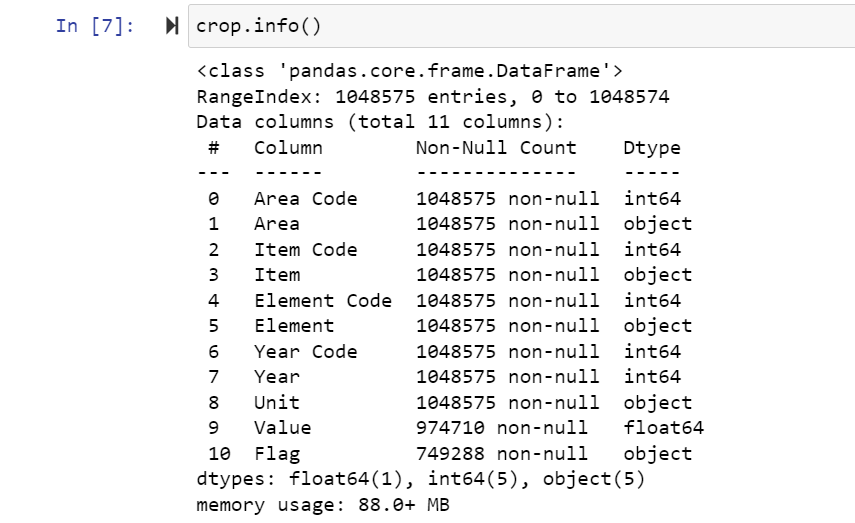 In [7]: crop.info()
<class 'pandas.core.frame.DataFrame'>
RangeIndex: 1048575 entries, 0 to 1048574
Data columns (total 11 columns):
 #   Column        Non-Null Count    Dtype
---  ------        --------------    -----
 0   Area Code     1048575 non-null  int64
 1   Area          1048575 non-null  object
 2   Item Code     1048575 non-null  int64
 3   Item          1048575 non-null  object
 4   Element Code  1048575 non-null  int64
 5   Element       1048575 non-null  object
 6   Year Code     1048575 non-null  int64
 7   Year          1048575 non-null  int64
 8   Unit          1048575 non-null  object
 9   Value         974710 non-null   float64
 10  Flag          749288 non-null   object
dtypes: float64(1), int64(5), object(5)
memory usage: 88.0+ MB